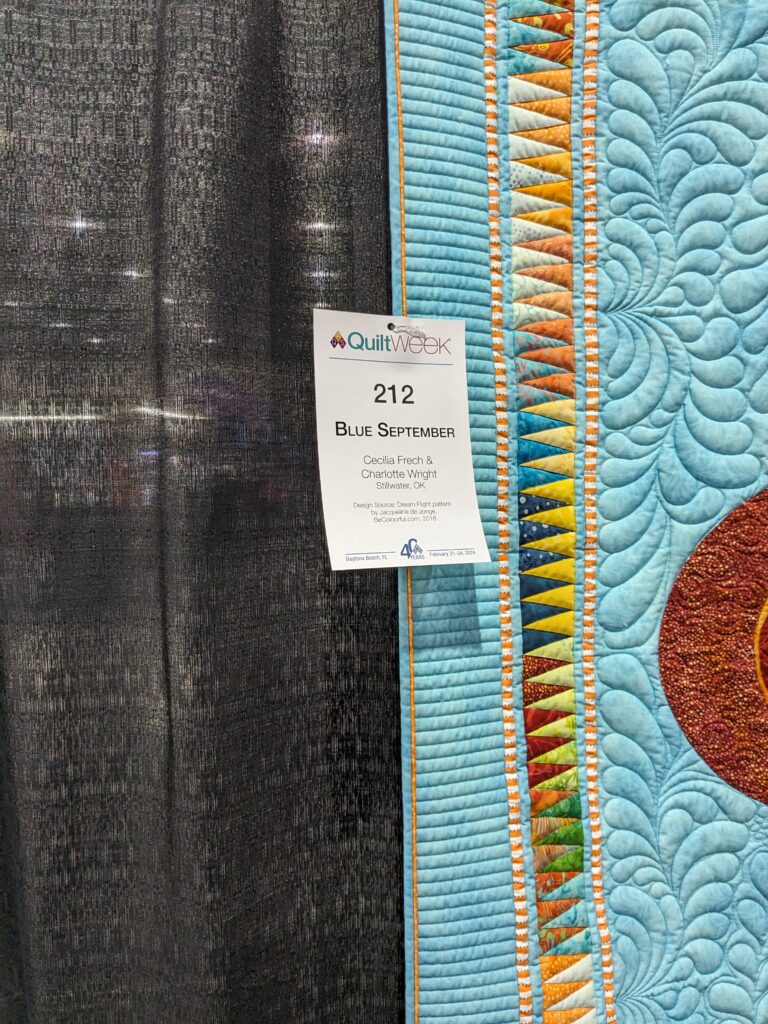 QuiltWEEK
212
BLUE SEPTEMBER
Cecilia Frech &
Charlotte Wright
Stillwater, OK
Design Source: Dream Flight pattern
by Jacqueline de Jonge,
BeColourful.com, 2018
Daytona Beach, FL 40 YEARS February 21–24, 2024